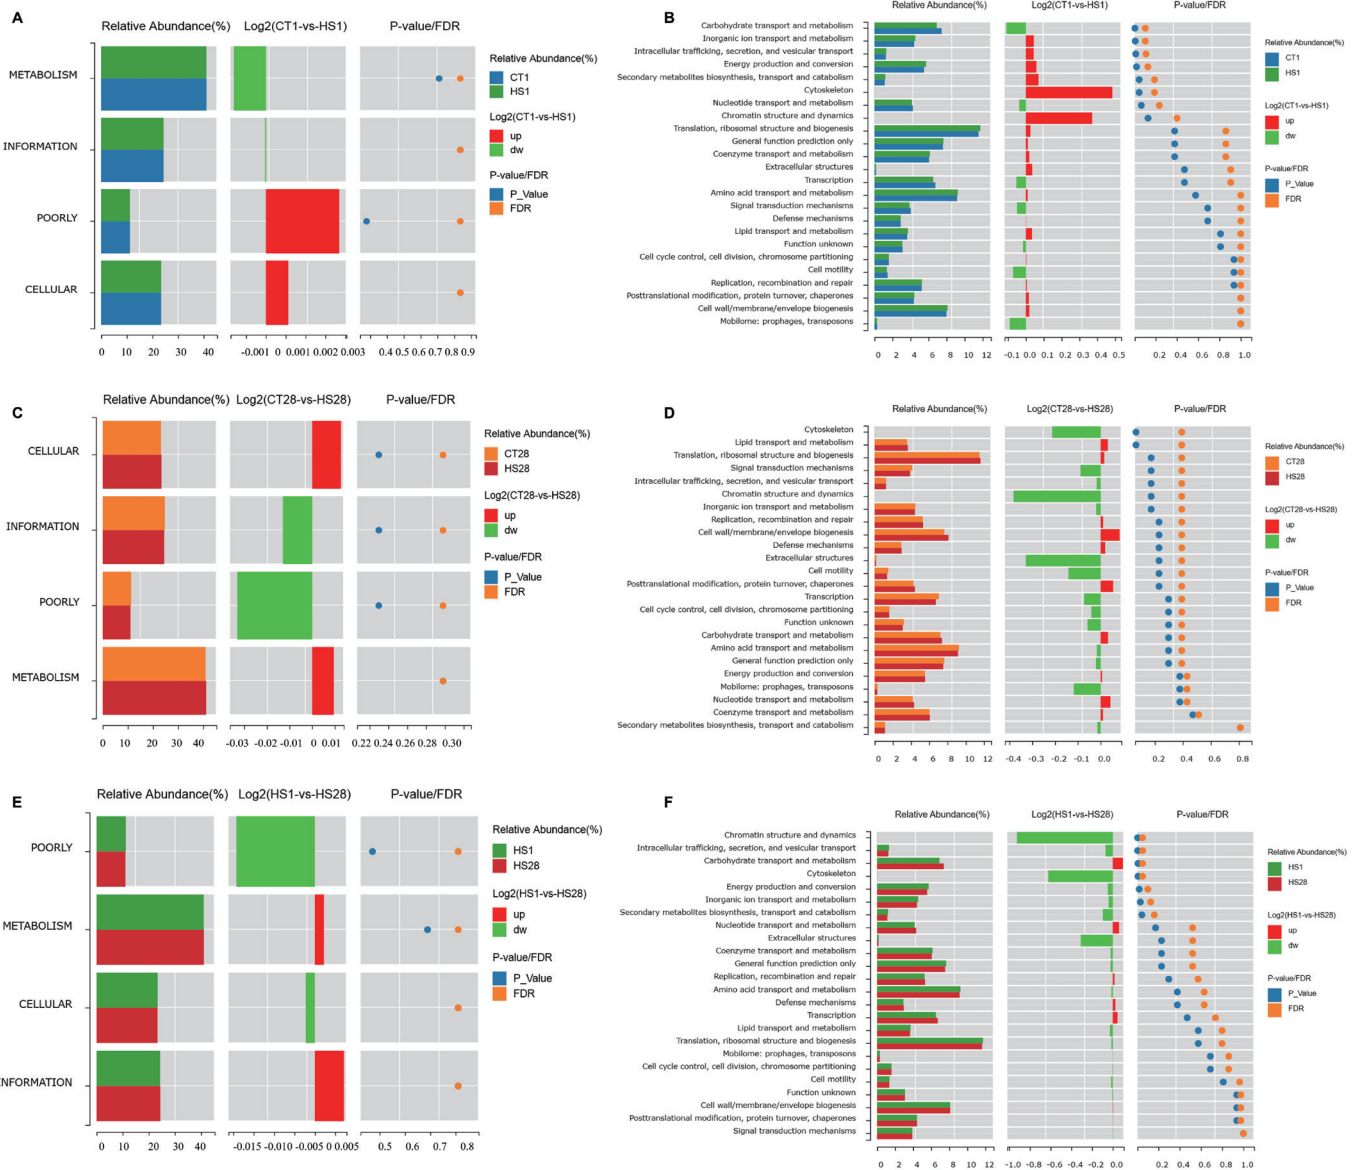 A
Relative Abundance(%) Log2(CT1-vs-HS1) P-value/FDR
METABOLISM
INFORMATION
POORLY
CELLULAR
0 10 20 30 40 -0.001 0 0.001 0.002 0.003 0.4 0.5 0.6 0.7 0.8 0.9
Relative Abundance(%)
CT1
HS1
Log2(CT1-vs-HS1)
up
dw
P-value/FDR
P_Value
FDR
B
Relative Abundance(%) Log2(CT1-vs-HS1) P-value/FDR
Carbohydrate transport and metabolism
Inorganic ion transport and metabolism
Intracellular trafficking, secretion, and vesicular transport
Energy production and conversion
Secondary metabolites biosynthesis, transport and catabolism
Cytoskeleton
Nucleotide transport and metabolism
Chromatin structure and dynamics
Translation, ribosomal structure and biogenesis
General function prediction only
Coenzyme transport and metabolism
Extracellular structures
Transcription
Amino acid transport and metabolism
Signal transduction mechanisms
Defense mechanisms
Lipid transport and metabolism
Function unknown
Cell cycle control, cell division, chromosome partitioning
Cell motility
Replication, recombination and repair
Posttranslational modification, protein turnover, chaperones
Cell wall/membrane/envelope biogenesis
Mobilome: prophages, transposons
0 2 4 6 8 10 12 -0.1 0.0 0.1 0.2 0.3 0.4 0.5 0.2 0.4 0.6 0.8 1.0
Relative Abundance(%)
CT1
HS1
Log2(CT1-vs-HS1)
up
dw
P-value/FDR
P_Value
FDR
C
Relative Abundance(%) Log2(CT28-vs-HS28) P-value/FDR
CELLULAR
INFORMATION
POORLY
METABOLISM
0 10 20 30 40 -0.03 -0.01 0 0.01 0.22 0.24 0.26 0.28 0.30
Relative Abundance(%)
CT28
HS28
Log2(CT28-vs-HS28)
up
dw
P-value/FDR
P_Value
FDR
D
Relative Abundance(%) Log2(CT28-vs-HS28) P-value/FDR
Cytoskeleton
Lipid transport and metabolism
Translation, ribosomal structure and biogenesis
Signal transduction mechanisms
Intracellular trafficking, secretion, and vesicular transport
Chromatin structure and dynamics
Inorganic ion transport and metabolism
Replication, recombination and repair
Cell wall/membrane/envelope biogenesis
Defense mechanisms
Extracellular structures
Cell motility
Posttranslational modification, protein turnover, chaperones
Transcription
Cell cycle control, cell division, chromosome partitioning
Function unknown
Carbohydrate transport and metabolism
Amino acid transport and metabolism
General function prediction only
Energy production and conversion
Mobilome: prophages, transposons
Nucleotide transport and metabolism
Coenzyme transport and metabolism
Secondary metabolites biosynthesis, transport and catabolism
0 2 4 6 8 10 12 -0.4 -0.3 -0.2 -0.1 0.0 0.2 0.4 0.6 0.8
Relative Abundance(%)
CT28
HS28
Log2(CT28-vs-HS28)
up
dw
P-value/FDR
P_Value
FDR
E
Relative Abundance(%) Log2(HS1-vs-HS28) P-value/FDR
POORLY
METABOLISM
CELLULAR
INFORMATION
0 10 20 30 40 -0.015 -0.005 0 0.005 0.5 0.6 0.7 0.8
Relative Abundance(%)
HS1
HS28
Log2(HS1-vs-HS28)
up
dw
P-value/FDR
P_Value
FDR
F
Relative Abundance(%) Log2(HS1-vs-HS28) P-value/FDR
Chromatin structure and dynamics
Intracellular trafficking, secretion, and vesicular transport
Carbohydrate transport and metabolism
Cytoskeleton
Energy production and conversion
Inorganic ion transport and metabolism
Secondary metabolites biosynthesis, transport and catabolism
Nucleotide transport and metabolism
Extracellular structures
Coenzyme transport and metabolism
General function prediction only
Replication, recombination and repair
Amino acid transport and metabolism
Defense mechanisms
Transcription
Lipid transport and metabolism
Translation, ribosomal structure and biogenesis
Mobilome: prophages, transposons
Cell cycle control, cell division, chromosome partitioning
Cell motility
Function unknown
Cell wall/membrane/envelope biogenesis
Posttranslational modification, protein turnover, chaperones
Signal transduction mechanisms
0 2 4 6 8 10 12 -1.0 -0.8 -0.6 -0.4 -0.2 -0.0 0.0 0.2 0.4 0.6 0.8 1.0
Relative Abundance(%)
HS1
HS28
Log2(HS1-vs-HS28)
up
dw
P-value/FDR
P_Value
FDR